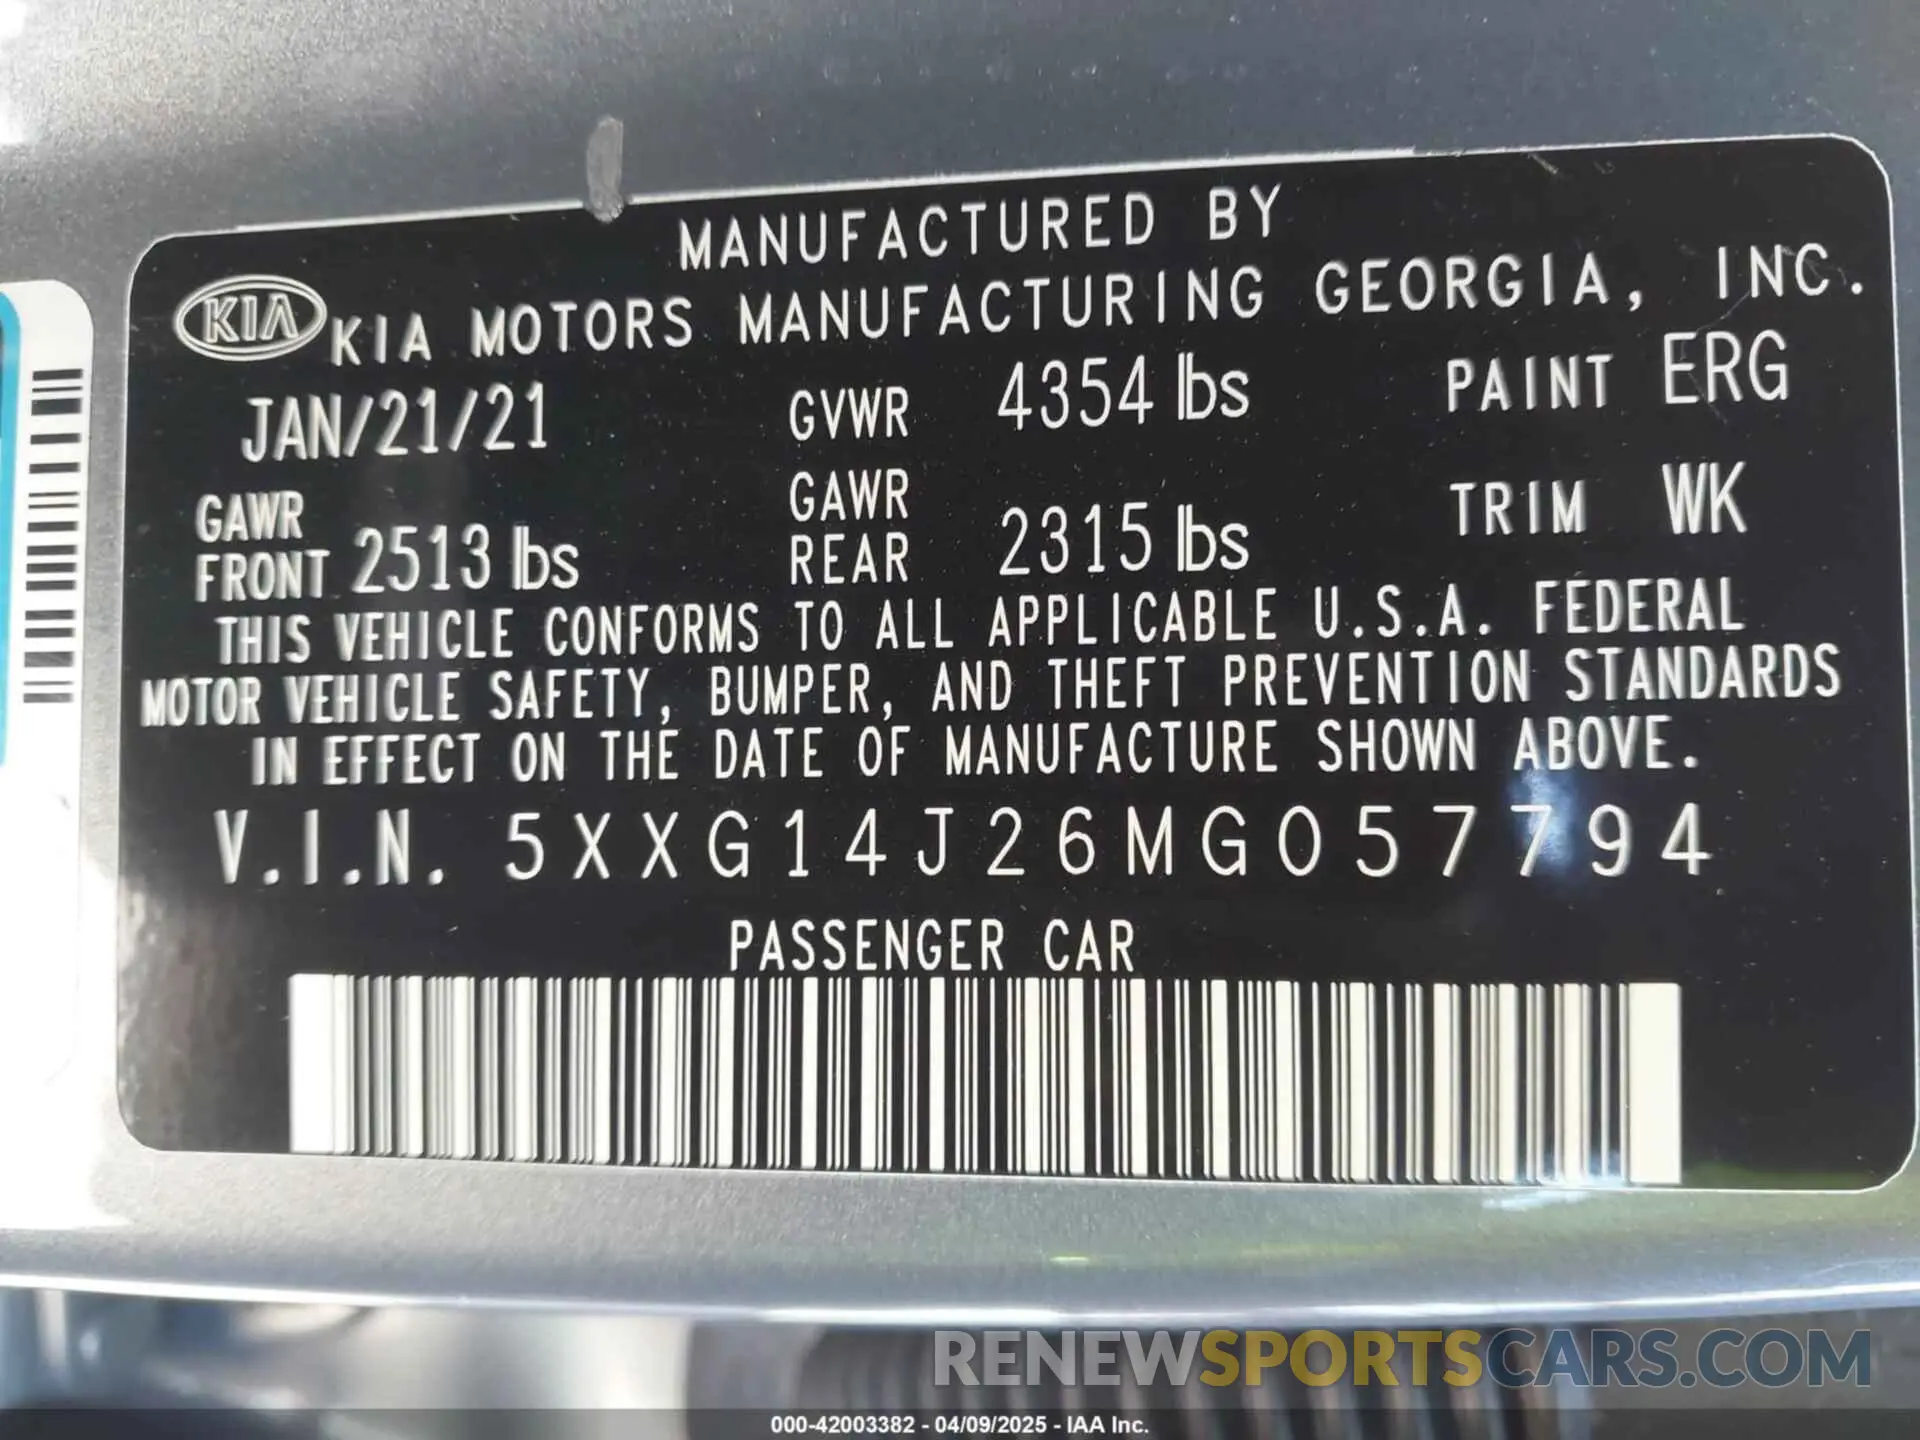 MANUFACTURED BY
KIA KIA MOTORS MANUFACTURING GEORGIA, INC.
JAN/21/21 GVWR 4354 lbs PAINT ERG
GAWR FRONT 2513 lbs GAWR REAR 2315 lbs TRIM WK
THIS VEHICLE CONFORMS TO ALL APPLICABLE U.S.A. FEDERAL
MOTOR VEHICLE SAFETY, BUMPER, AND THEFT PREVENTION STANDARDS
IN EFFECT ON THE DATE OF MANUFACTURE SHOWN ABOVE.
V.I.N. 5XXG14J26MG057794
PASSENGER CAR
RENEWSPORTSCARS.COM
000-42003382 - 04/09/2025 - IAA Inc.